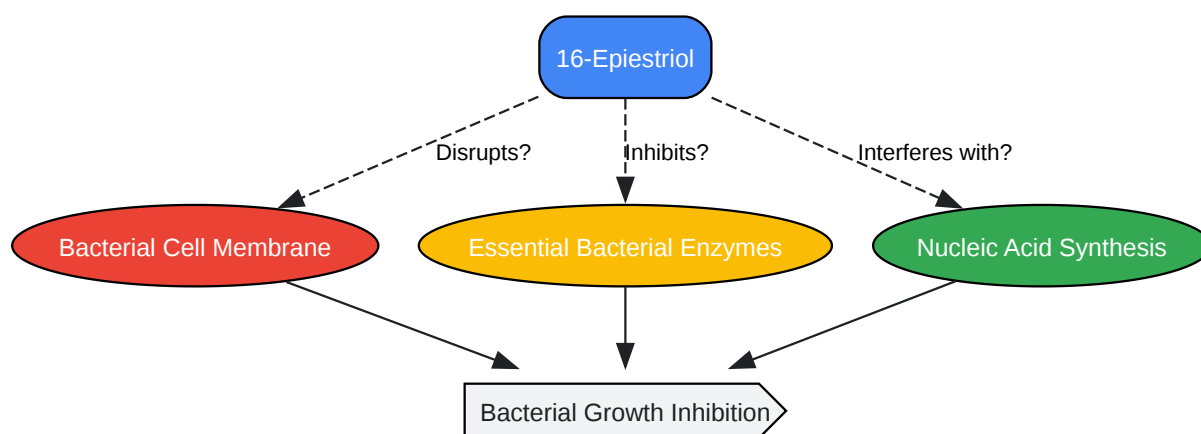 16-Epiestriol
Disrupts?
Inhibits?
Interferes with?
Bacterial Cell Membrane
Essential Bacterial Enzymes
Nucleic Acid Synthesis
Bacterial Growth Inhibition